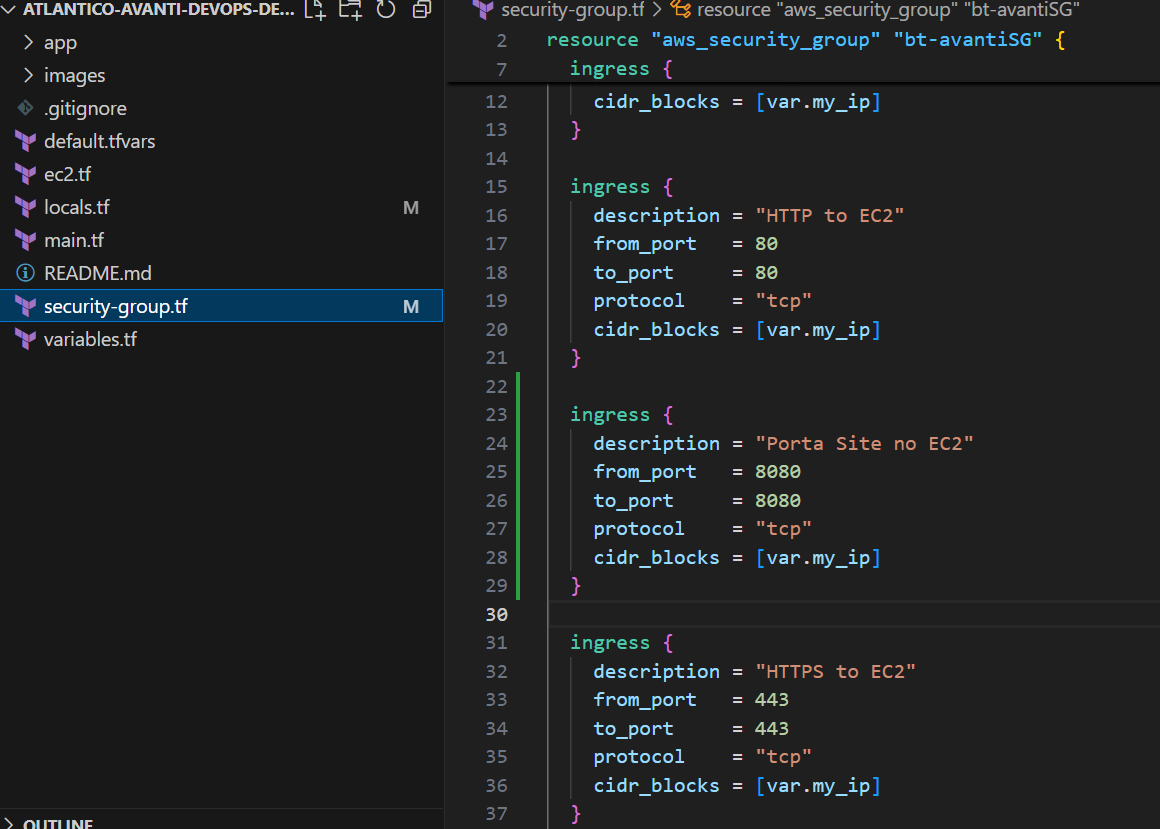 ATLANTICO-AVANTI-DEVOPS-DE...
app
images
.gitignore
default.tfvars
ec2.tf
locals.tf M
main.tf
README.md
security-group.tf M
variables.tf
OUTLINE
security-group.tf > resource "aws_security_group" "bt-avantiSG"
2 resource "aws_security_group" "bt-avantiSG" {
7 ingress {
12 cidr_blocks = [var.my_ip]
13 }
14
15 ingress {
16 description = "HTTP to EC2"
17 from_port = 80
18 to_port = 80
19 protocol = "tcp"
20 cidr_blocks = [var.my_ip]
21 }
22
23 ingress {
24 description = "Porta Site no EC2"
25 from_port = 8080
26 to_port = 8080
27 protocol = "tcp"
28 cidr_blocks = [var.my_ip]
29 }
30
31 ingress {
32 description = "HTTPS to EC2"
33 from_port = 443
34 to_port = 443
35 protocol = "tcp"
36 cidr_blocks = [var.my_ip]
37 }